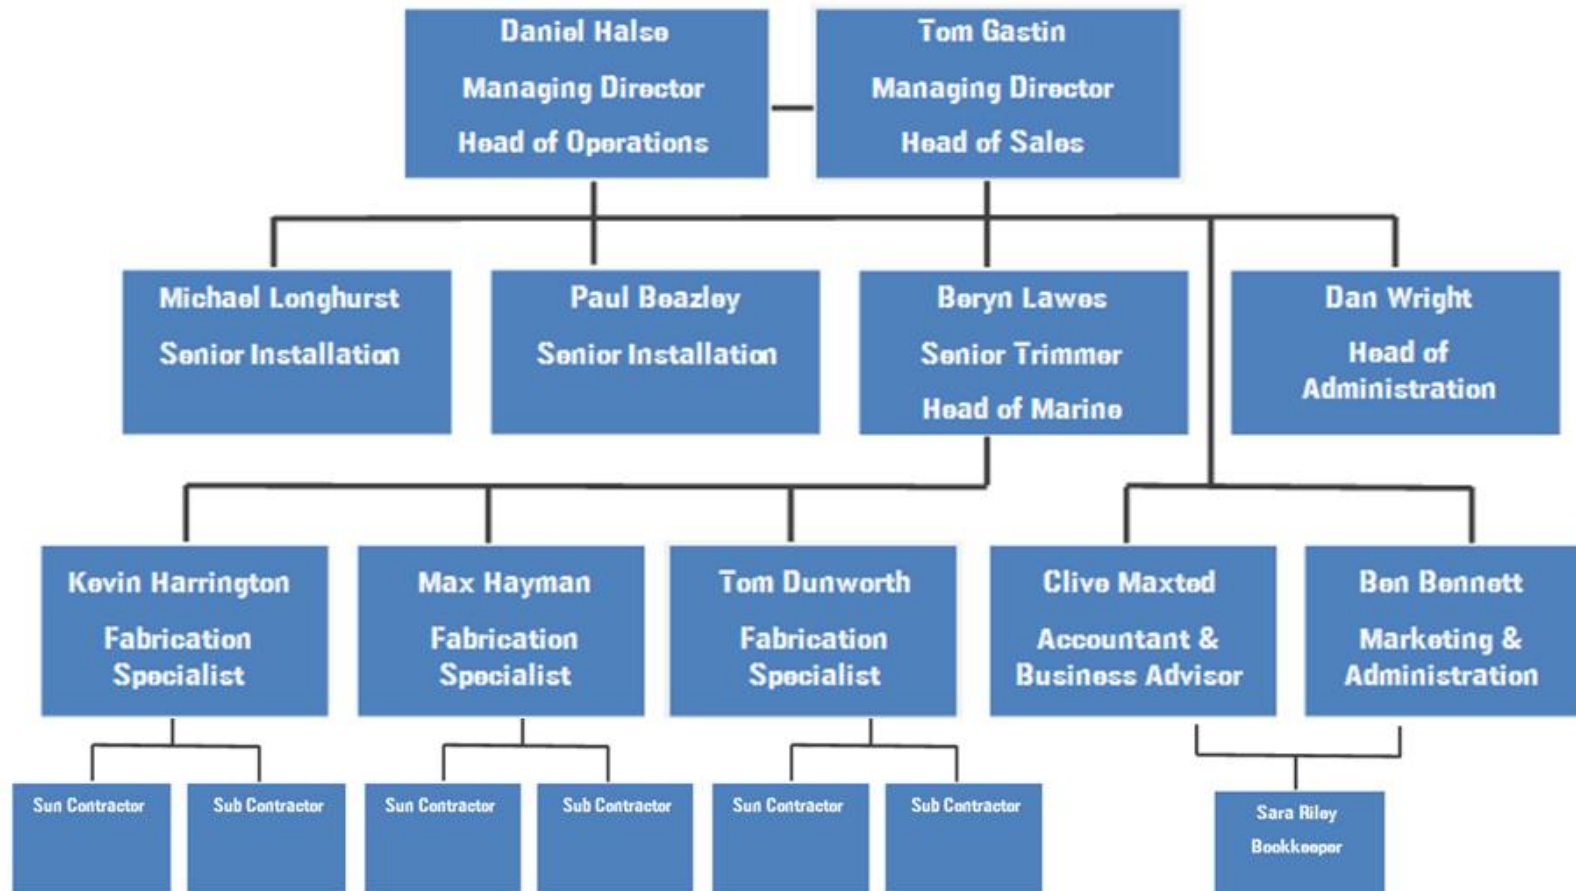 Daniel Halse
Managing Director
Head of Operations
Tom Gastin
Managing Director
Head of Sales
Michael Longhurst
Senior Installation
Paul Beazley
Senior Installation
Beryn Lawes
Senior Trimmer
Head of Marine
Dan Wright
Head of
Administration
Kevin Harrington
Fabrication
Specialist
Max Hayman
Fabrication
Specialist
Tom Dunworth
Fabrication
Specialist
Clive Maxted
Accountant &
Business Advisor
Ben Bennett
Marketing &
Administration
Sun Contractor
Sub Contractor
Sun Contractor
Sub Contractor
Sun Contractor
Sub Contractor
Sara Riley
Bookkeeper